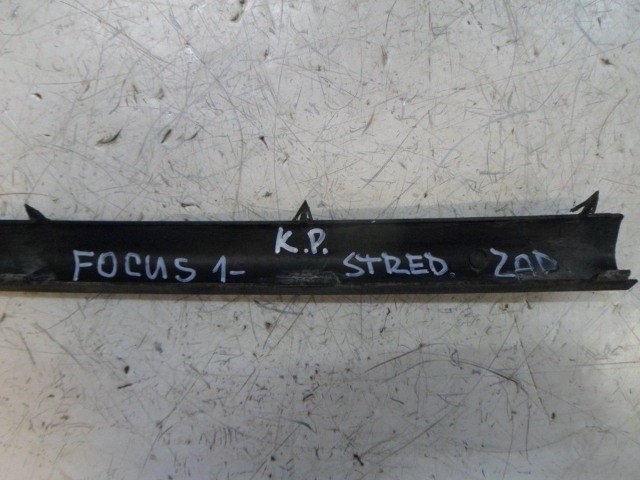 FOCUS 1- K.P. STRED. ZAD